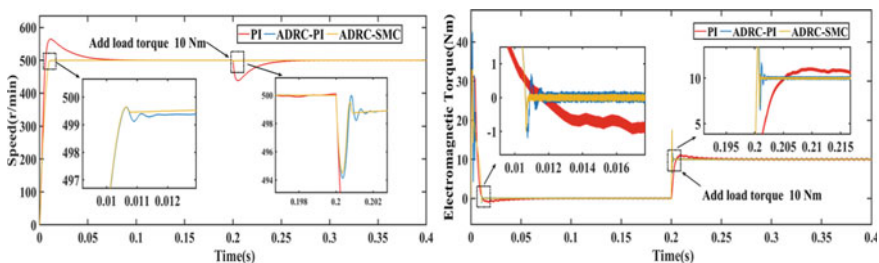 Speed(r/min)
600
500
400
300
200
100
0
PI ADRC-PI ADRC-SMC
Add load torque 10 Nm
500
499
498
497
0.01 0.011 0.012
500
498
496
494
0.198 0.2 0.202
0 0.05 0.1 0.15 0.2 0.25 0.3 0.35 0.4
Time(s)
Electromagnetic Torque(Nm)
40
30
20
10
0
PI ADRC-PI ADRC-SMC
1
0
-1
0.01 0.012 0.014 0.016
10
5
0
0.195 0.2 0.201 0.205 0.21 0.215
Add load torque 10 Nm
0 0.05 0.1 0.15 0.2 0.25 0.3 0.35 0.4
Time(s)